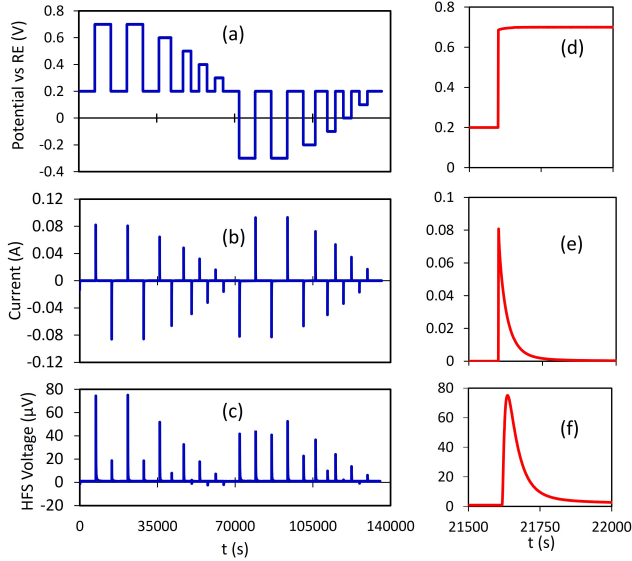 Potential vs RE (V)
0.8
0.6
0.4
0.2
0
-0.2
-0.4
(a)
0.8
0.6
0.4
0.2
0
(d)
Current (A)
0.12
0.08
0.04
0
-0.04
-0.08
-0.12
(b)
0.1
0.08
0.06
0.04
0.02
0
(e)
HFS Voltage (µV)
80
60
40
20
0
-20
(c)
0 35000 70000 105000 140000
t (s)
80
60
40
20
0
(f)
21500 21750 22000
t (s)